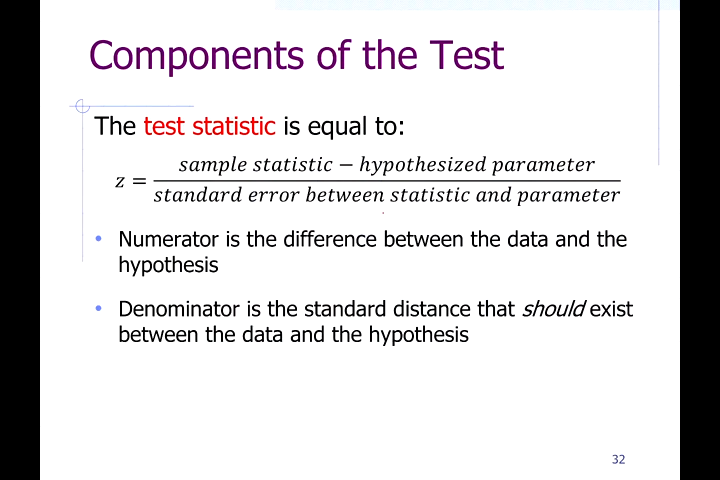 Components of the Test
The test statistic is equal to:
z = sample statistic − hypothesized parameter
standard error between statistic and parameter
• Numerator is the difference between the data and the
hypothesis
• Denominator is the standard distance that should exist
between the data and the hypothesis
32